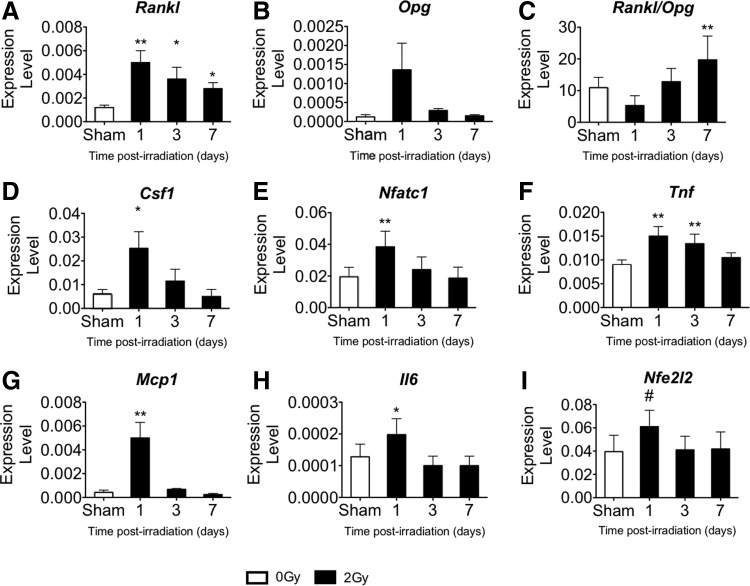 A
Rankl
Expression Level
0.008
0.006
0.004
0.002
0.000
**
*
*
Sham 1 3 7
Time post-irradiation (days)
B
Opg
Expression Level
0.0025
0.0020
0.0015
0.0010
0.0005
0.0000
Sham 1 3 7
Time post-irradiation (days)
C
Rankl/Opg
Expression Level
30
20
10
0
**
Sham 1 3 7
Time post-irradiation (days)
D
Csf1
Expression Level
0.04
0.03
0.02
0.01
0.00
*
Sham 1 3 7
Time post-irradiation (days)
E
Nfatc1
Expression Level
0.06
0.04
0.02
0.00
**
Sham 1 3 7
Time post-irradiation (days)
F
Tnf
Expression Level
0.020
0.015
0.010
0.005
0.000
**
**
Sham 1 3 7
Time post-irradiation (days)
G
Mcp1
Expression Level
0.008
0.006
0.004
0.002
0.000
**
Sham 1 3 7
Time post-irradiation (days)
H
Il6
Expression Level
0.0003
0.0002
0.0001
0.0000
*
Sham 1 3 7
Time post-irradiation (days)
I
Nfe2l2
Expression Level
0.08
0.06
0.04
0.02
0.00
#
Sham 1 3 7
Time post-irradiation (days)
0Gy
2Gy